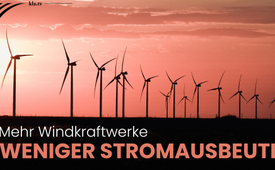 kla.tv
Mehr Windkraftwerke
WENIGER STROMAUSBEUTE